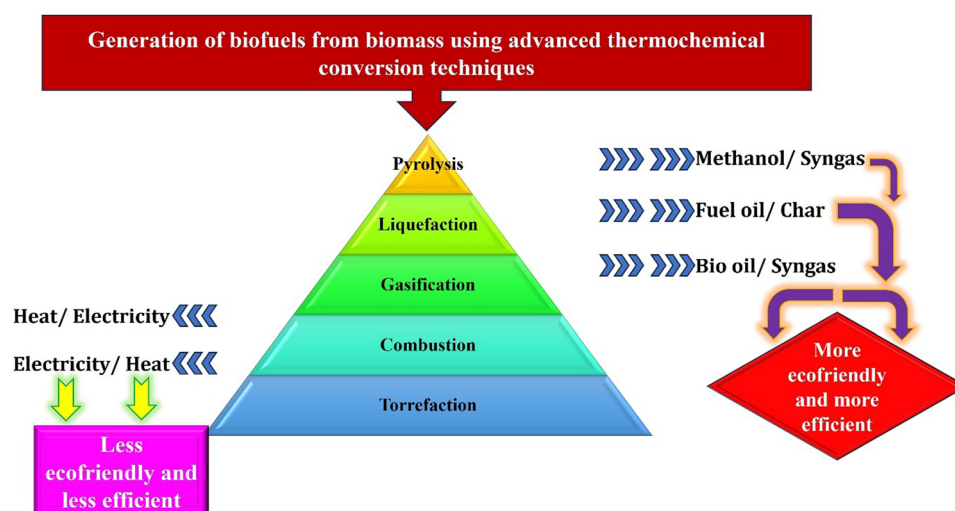 Generation of biofuels from biomass using advanced thermochemical
conversion techniques
Pyrolysis
Liquefaction
Gasification
Combustion
Torrefaction
Methanol/ Syngas
Fuel oil/ Char
Bio oil/ Syngas
Heat/ Electricity
Electricity/ Heat
Less
ecofriendly and
less efficient
More
ecofriendly
and more
efficient